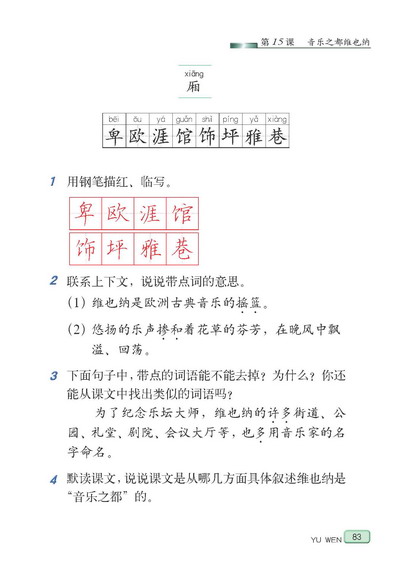 第15课 音乐之都维也纳
xiāng
厢
bēi ōu yá guǎn shì píng yǎ xiàng
卑欧涯馆饰坪雅巷
1 用钢笔描红、临写。
卑欧涯馆
饰坪雅巷
2 联系上下文，说说带点词的意思。
（1）维也纳是欧洲古典音乐的摇篮。
（2）悠扬的乐声掺和着花草的芬芳，在晚风中飘
溢、回荡。
3 下面句子中，带点的词语能不能去掉？为什么？你还
能从课文中找出类似的词语吗？
为了纪念乐坛大师，维也纳的许多街道、公
园、礼堂、剧院、会议大厅等，也多用音乐家的名
字命名。
4 默读课文，说说课文是从哪几方面具体叙述维也纳是
“音乐之都”的。
YU WEN 83